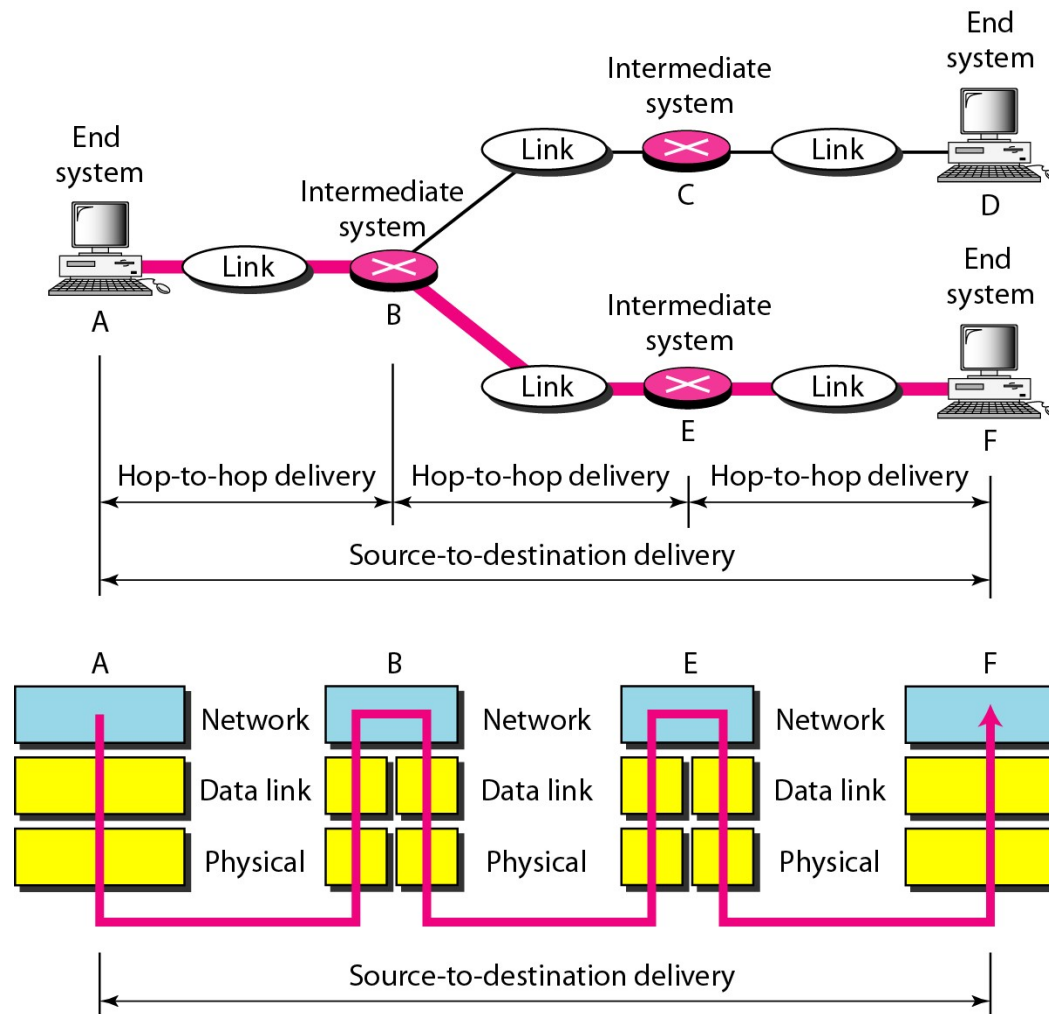 End
system
Intermediate
system
Link
C
Link
D
End
system
A
Link
Intermediate
system
B
End
system
Intermediate
system
Link
E
Link
F
Hop-to-hop delivery
Hop-to-hop delivery
Hop-to-hop delivery
Source-to-destination delivery
A
B
E
F
Network
Network
Network
Data link
Data link
Data link
Physical
Physical
Physical
Source-to-destination delivery